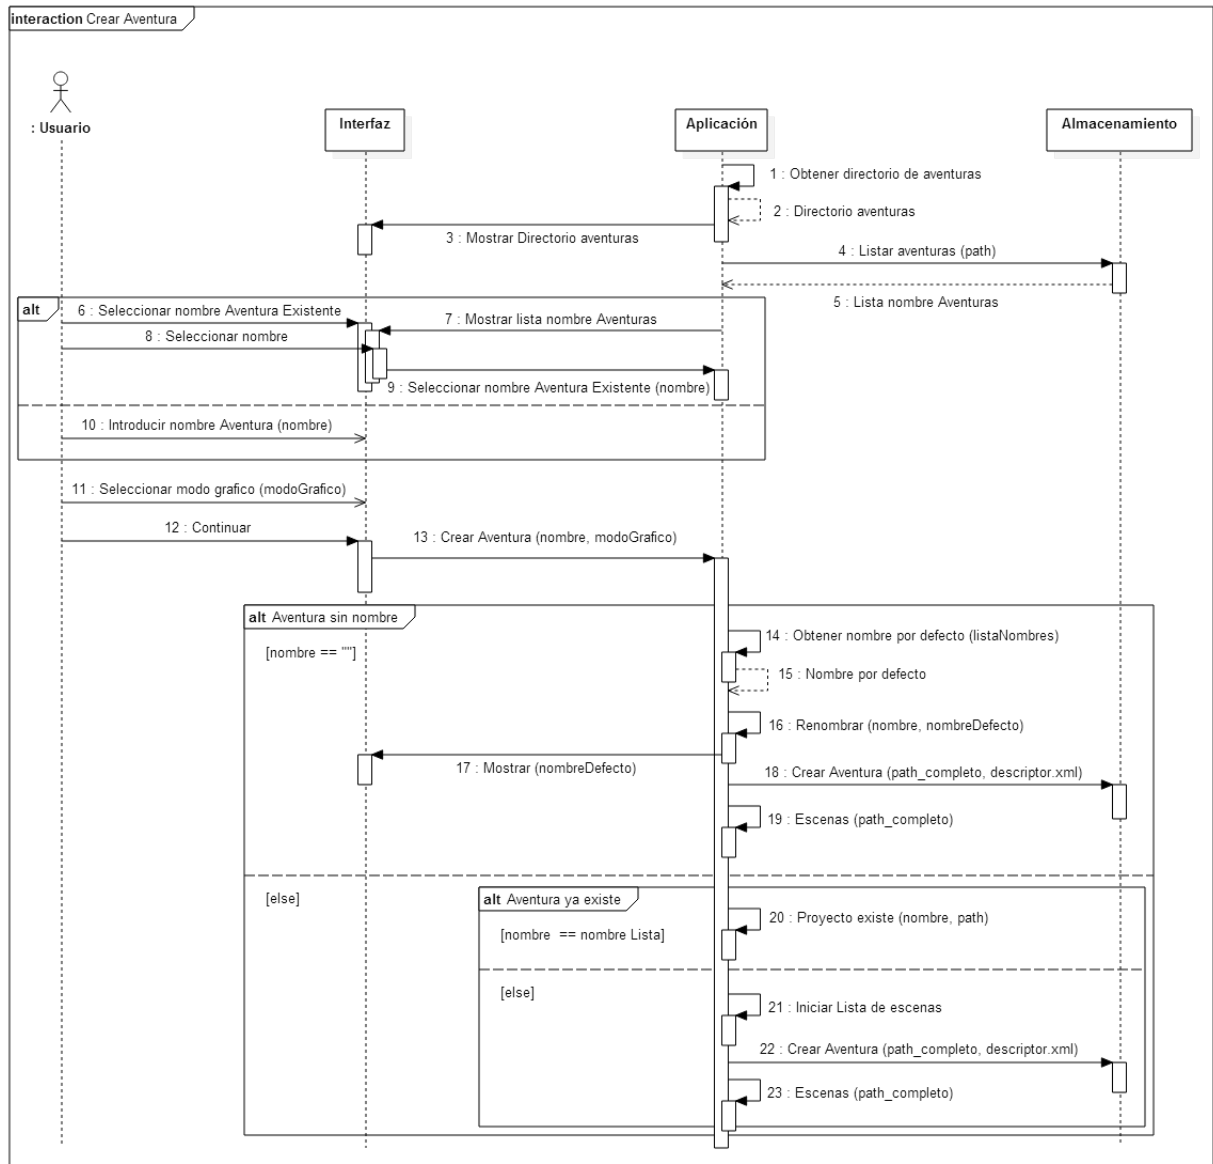 interaction Crear Aventura
: Usuario
Interfaz
Aplicación
Almacenamiento
1 : Obtener directorio de aventuras
2 : Directorio aventuras
3 : Mostrar Directorio aventuras
4 : Listar aventuras (path)
5 : Lista nombre Aventuras
alt
6 : Seleccionar nombre Aventura Existente
7 : Mostrar lista nombre Aventuras
8 : Seleccionar nombre
9 : Seleccionar nombre Aventura Existente (nombre)
10 : Introducir nombre Aventura (nombre)
11 : Seleccionar modo grafico (modoGrafico)
12 : Continuar
13 : Crear Aventura (nombre, modoGrafico)
alt Aventura sin nombre
[nombre == ""]
14 : Obtener nombre por defecto (listaNombres)
15 : Nombre por defecto
16 : Renombrar (nombre, nombreDefecto)
17 : Mostrar (nombreDefecto)
18 : Crear Aventura (path_completo, descriptor.xml)
19 : Escenas (path_completo)
[else]
alt Aventura ya existe
[nombre == nombre Lista]
20 : Proyecto existe (nombre, path)
[else]
21 : Iniciar Lista de escenas
22 : Crear Aventura (path_completo, descriptor.xml)
23 : Escenas (path_completo)